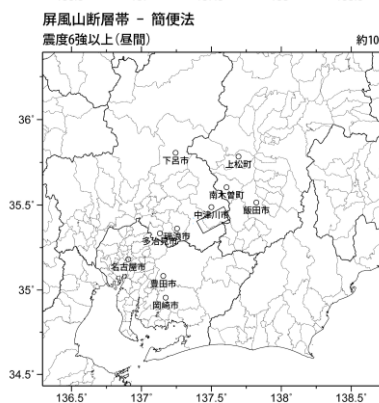 屏風山断層帯 － 簡便法
震度6強以上（昼間）
約10
36˚
下呂市
上松町
南木曽町
35.5˚
中津川市
飯田市
瑞浪市
多治見市
名古屋市
35˚
豊田市
岡崎市
34.5˚
136.5˚
137˚
137.5˚
138˚
138.5˚